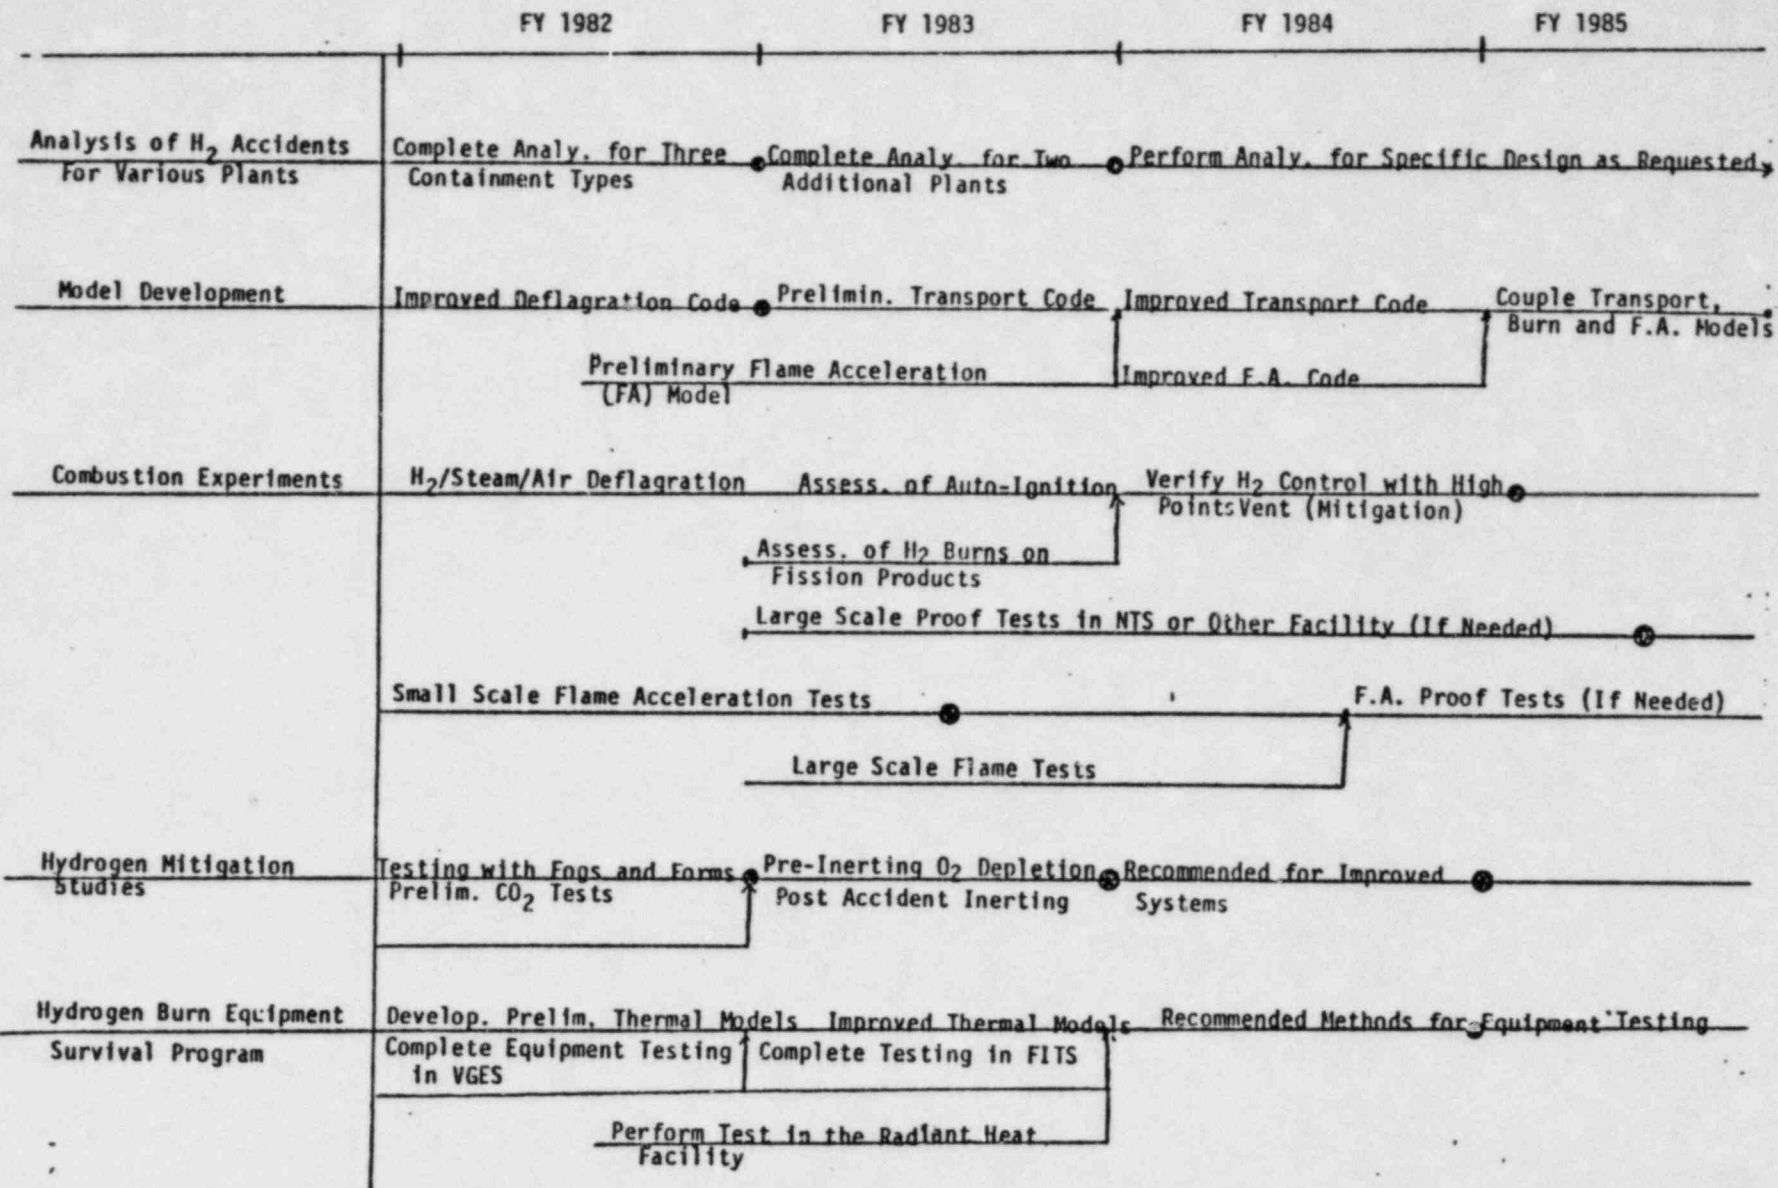 FY 1982 FY 1983 FY 1984 FY 1985
Analysis of H₂ Accidents
For Various Plants
Complete Analy. for Three
Containment Types
Complete Analy. for Two
Additional Plants
Perform Analy. for Specific Design as Requested
Model Development
Improved Deflagration Code
Prelimin. Transport Code
Improved Transport Code
Couple Transport,
Burn and F.A. Models
Preliminary Flame Acceleration
(FA) Model
Improved F.A. Code
Combustion Experiments
H₂/Steam/Air Deflagration
Assess. of Auto-Ignition
Verify H₂ Control with High
Points Vent (Mitigation)
Assess. of H₂ Burns on
Fission Products
Large Scale Proof Tests in NTS or Other Facility (If Needed)
Small Scale Flame Acceleration Tests
F.A. Proof Tests (If Needed)
Large Scale Flame Tests
Hydrogen Mitigation
Studies
Testing with Fogs and Forms
Prelim. CO₂ Tests
Pre-Inerting O₂ Depletion
Post Accident Inerting
Recommended for Improved
Systems
Hydrogen Burn Equipment
Survival Program
Develop. Prelim. Thermal Models
Improved Thermal Models
Recommended Methods for Equipment Testing
Complete Equipment Testing
in VGES
Complete Testing in FITS
Perform Test in the Radiant Heat
Facility